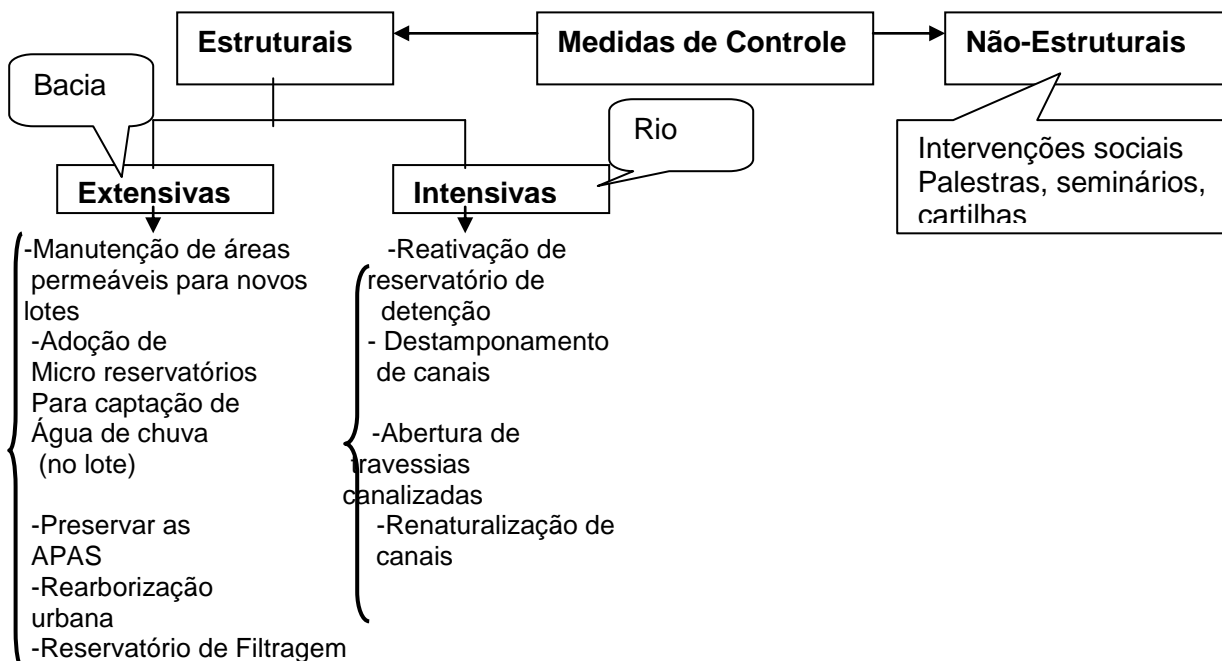 Estruturais
Medidas de Controle
Não-Estruturais
Bacia
Rio
Intervenções sociais
Palestras, seminários,
cartilhas
Extensivas
Intensivas
-Manutenção de áreas
permeáveis para novos
lotes
-Adoção de
Micro reservatórios
Para captação de
Água de chuva
(no lote)
-Preservar as
APAS
-Rearborização
urbana
-Reservatório de Filtragem
-Reativação de
reservatório de
detenção
- Destamponamento
de canais
-Abertura de
travessias
canalizadas
-Renaturalização de
canais